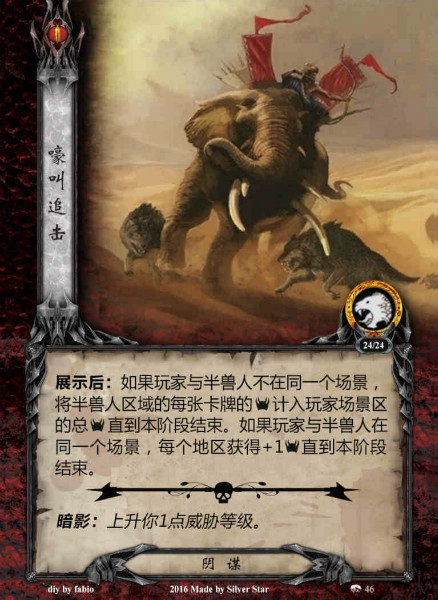 嚎叫追击
24/24
展示后：如果玩家与半兽人不在同一个场景，
将半兽人区域的每张卡牌的计入玩家场景区
的总直到本阶段结束。如果玩家与半兽人在
同一个场景，每个地区获得+1直到本阶段
结束。
暗影：上升你1点威胁等级。
阴谋
diy by fabio
2016 Made by Silver Star
46